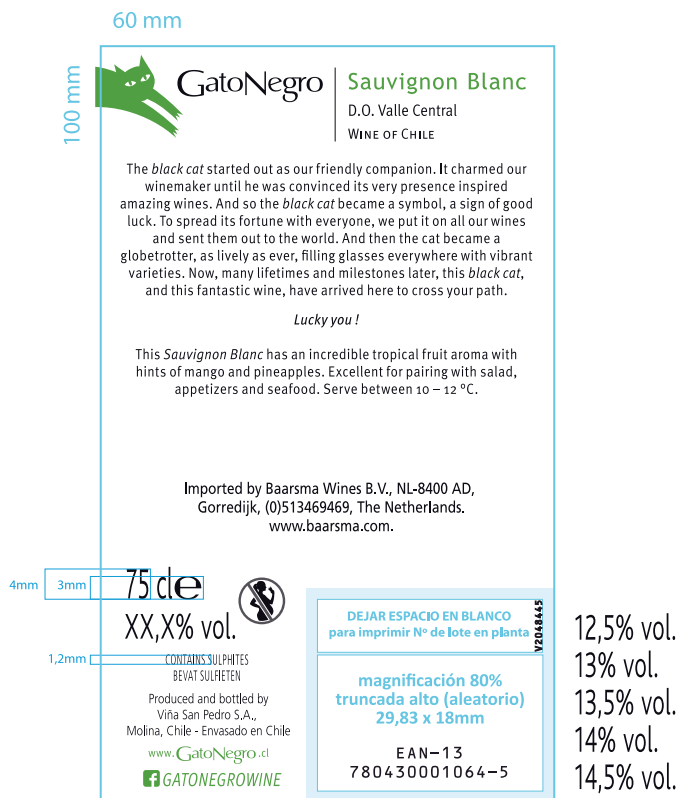 60 mm
100 mm
GatoNegro
Sauvignon Blanc
D.O. Valle Central
WINE OF CHILE
The black cat started out as our friendly companion. It charmed our
winemaker until he was convinced its very presence inspired
amazing wines. And so the black cat became a symbol, a sign of good
luck. To spread its fortune with everyone, we put it on all our wines
and sent them out to the world. And then the cat became a
globetrotter, as lively as ever, filling glasses everywhere with vibrant
varieties. Now, many lifetimes and milestones later, this black cat,
and this fantastic wine, have arrived here to cross your path.
Lucky you !
This Sauvignon Blanc has an incredible tropical fruit aroma with
hints of mango and pineapples. Excellent for pairing with salad,
appetizers and seafood. Serve between 10 – 12 ºC.
Imported by Baarsma Wines B.V., NL-8400 AD,
Gorredijk, (0)513469469, The Netherlands.
www.baarsma.com.
4mm
3mm
75 cl e
XX,X% vol.
1,2mm
CONTAINS SULPHITES
BEVAT SULFIETEN
Produced and bottled by
Viña San Pedro S.A.,
Molina, Chile - Envasado en Chile
www.GatoNegro.cl
GATONEGROWINE
DEJAR ESPACIO EN BLANCO
para imprimir Nº de lote en planta
V2048445
magnificación 80%
truncada alto (aleatorio)
29,83 x 18mm
EAN-13
780430001064-5
12,5% vol.
13% vol.
13,5% vol.
14% vol.
14,5% vol.